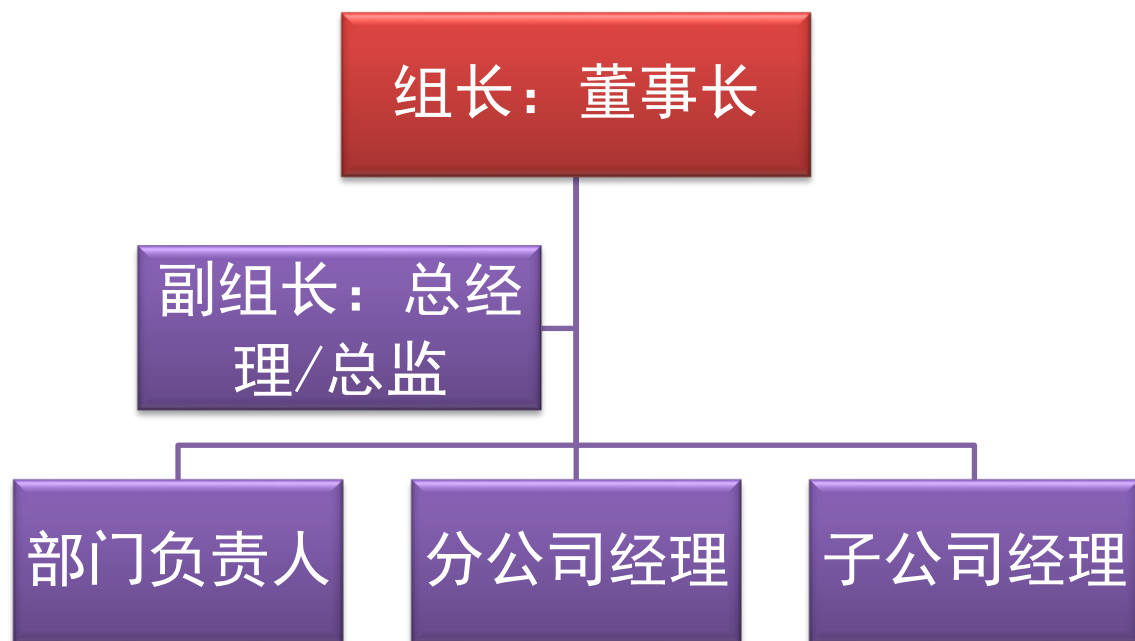 组长：董事长
副组长：总经
理/总监
部门负责人
分公司经理
子公司经理